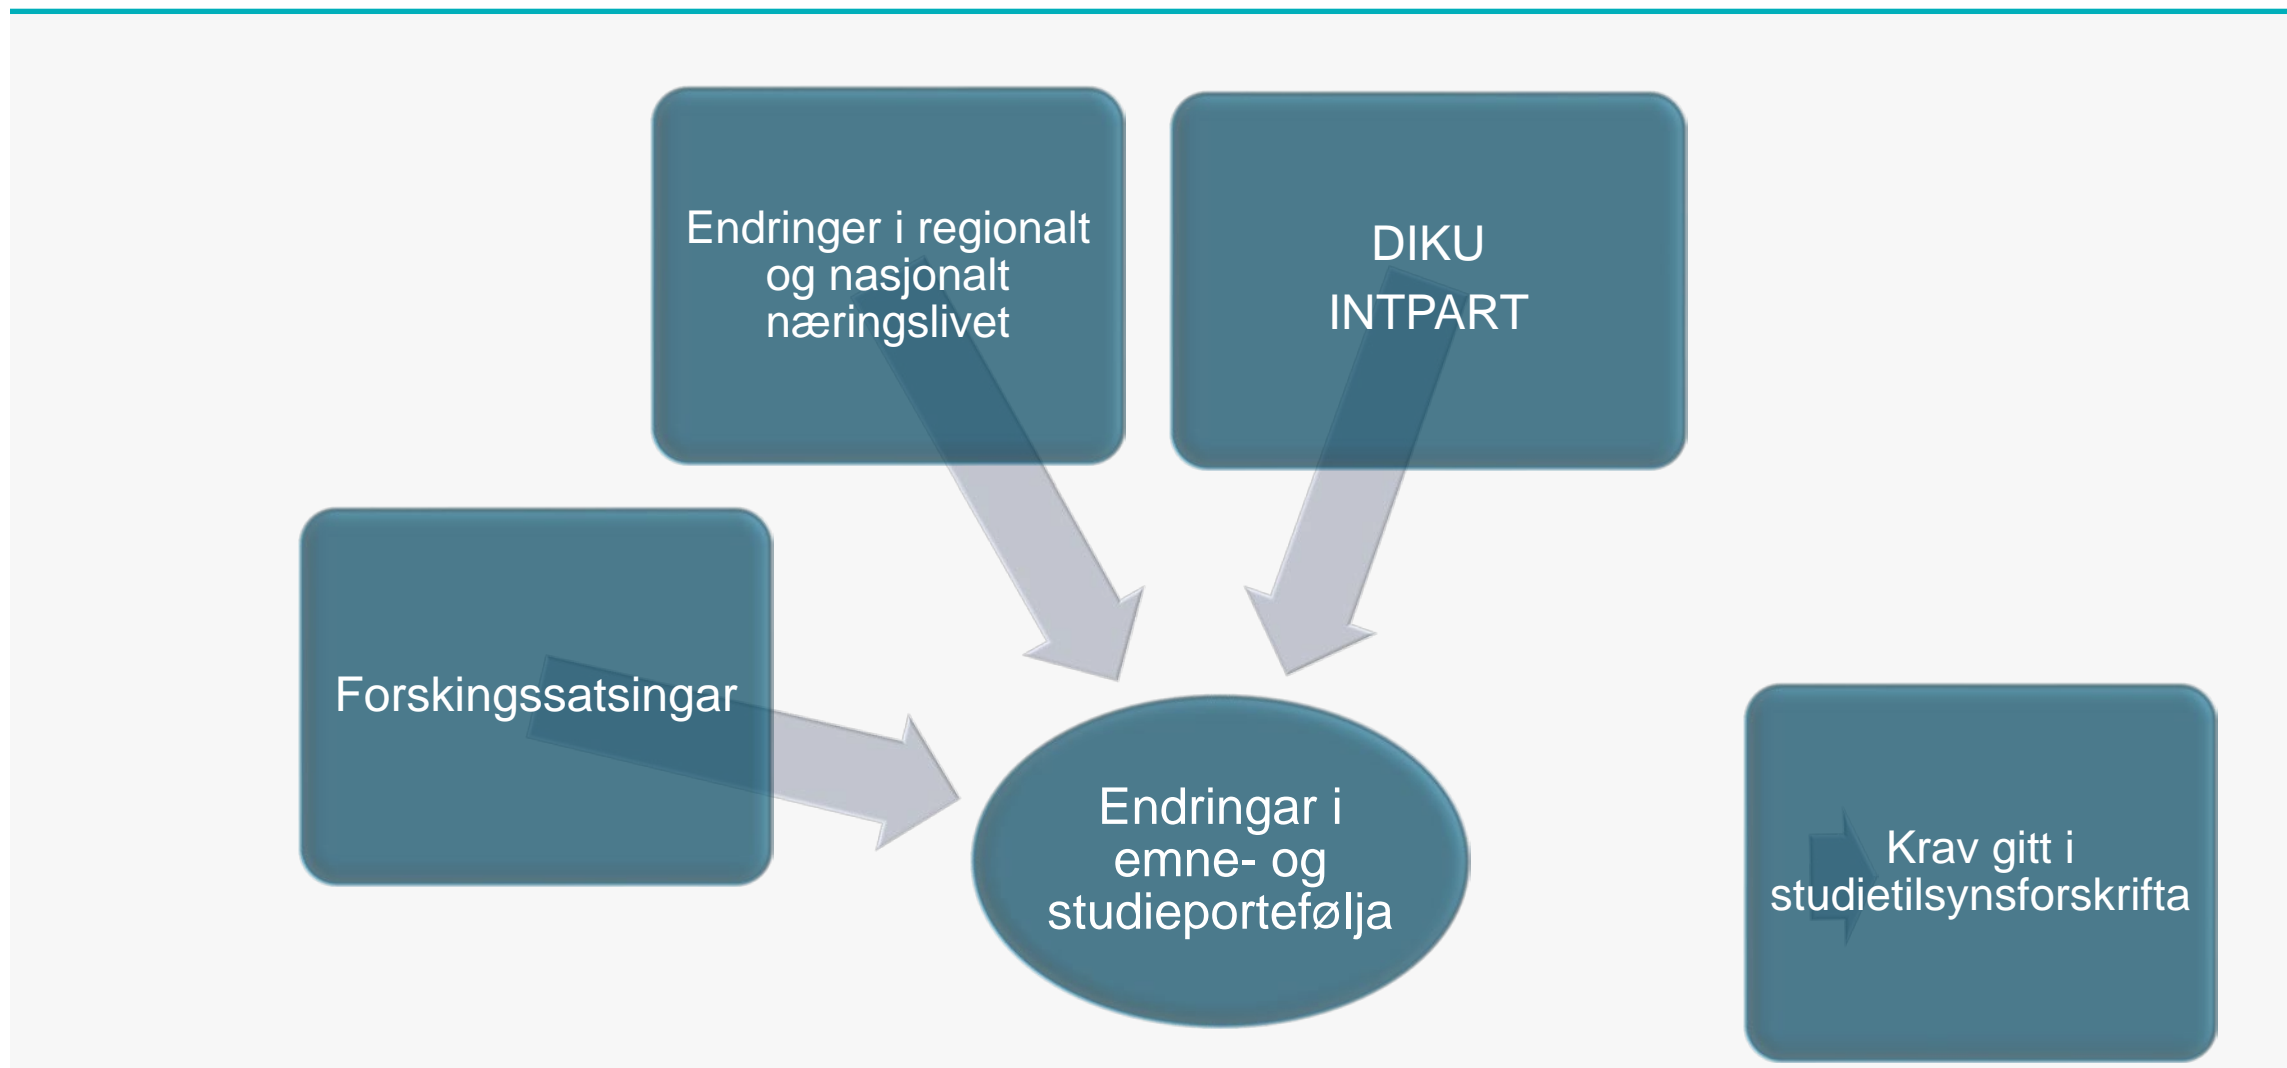 Endringer i regionalt
og nasjonalt
næringslivet
DIKU
INTPART
Forskingssatsingar
Endringar i
emne- og
studieportefølja
Krav gitt i
studietilsynsforskrifta